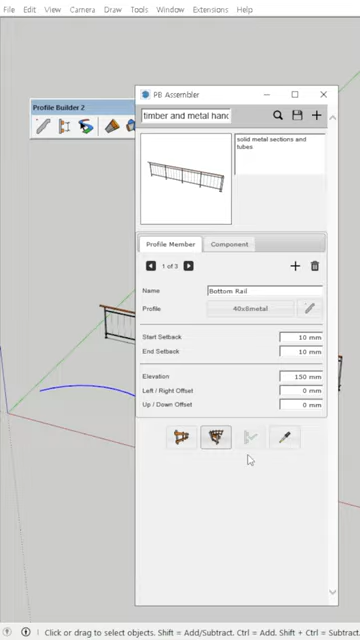 File Edit View Camera Draw Tools Window Extensions Help
PB Assembler
Profile Builder 2
timber and metal hand
solid metal sections and
tubes
Profile Member Component
1 of 3
Name Bottom Rail
Profile 40x6metal
Start Setback 10 mm
End Setback 10 mm
Elevation 150 mm
Left / Right Offset 0 mm
Up / Down Offset 0 mm
Click or drag to select objects. Shift = Add/Subtract. Ctrl = Add. Shift + Ctrl = Subtract.